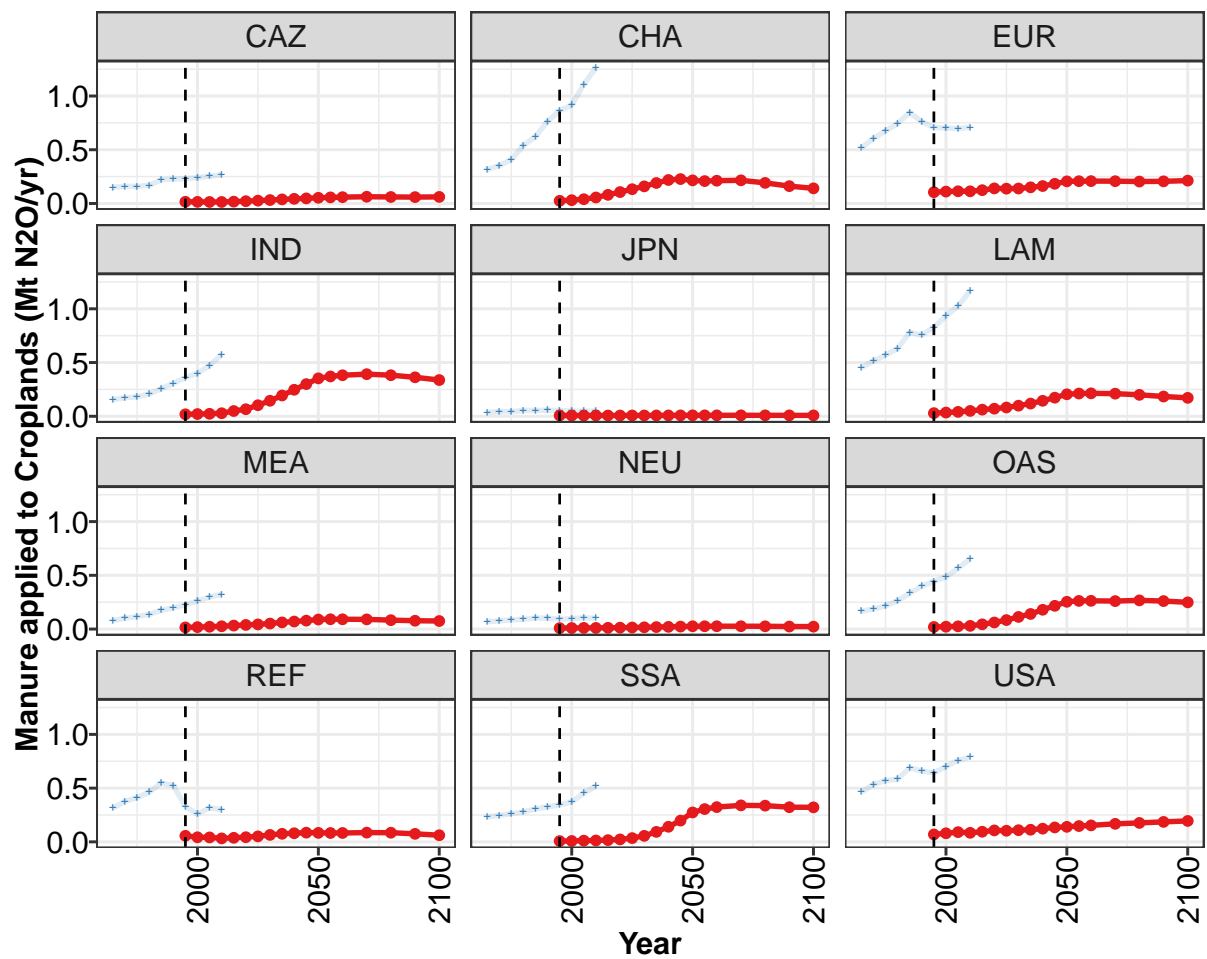 Manure applied to Croplands (Mt N2O/yr)
CAZ
CHA
EUR
1.0
0.5
0.0
IND
JPN
LAM
1.0
0.5
0.0
MEA
NEU
OAS
1.0
0.5
0.0
REF
SSA
USA
1.0
0.5
0.0
2000
2050
2100
2000
2050
2100
2000
2050
2100
Year